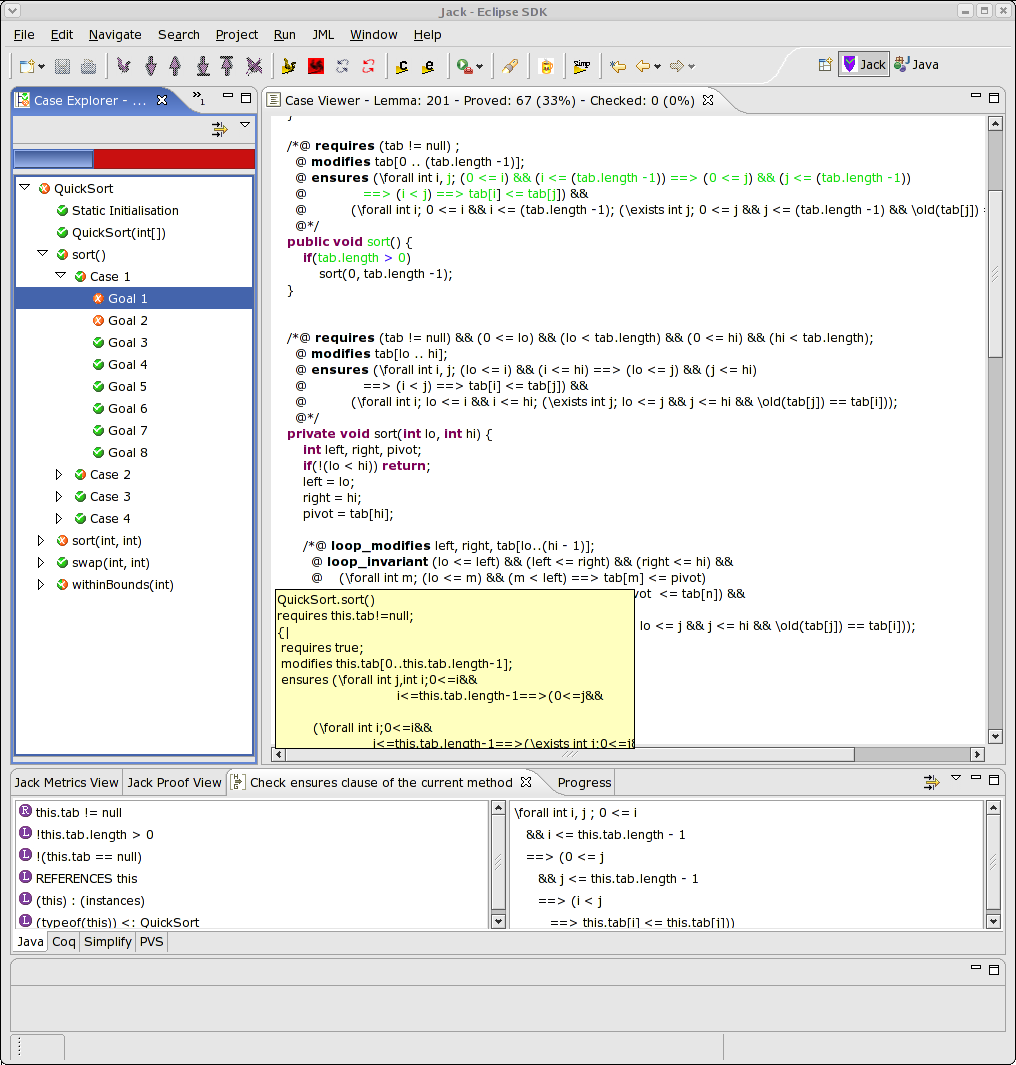 Jack - Eclipse SDK
File Edit Navigate Search Project Run JML Window Help
Simp
Jack Java
Case Explorer - ...
1
Case Viewer - Lemma: 201 - Proved: 67 (33%) - Checked: 0 (0%)
QuickSort
Static Initialisation
QuickSort(int[])
sort()
Case 1
Goal 1
Goal 2
Goal 3
Goal 4
Goal 5
Goal 6
Goal 7
Goal 8
Case 2
Case 3
Case 4
sort(int, int)
swap(int, int)
withinBounds(int)
}
/*@ requires (tab != null) ;
@ modifies tab[0 .. (tab.length -1)];
@ ensures (\forall int i, j; (0 <= i) && (i <= (tab.length -1)) ==> (0 <= j) && (j <= (tab.length -1))
@ ==> (i < j) ==> tab[i] <= tab[j]) &&
@ (\forall int i; 0 <= i && i <= (tab.length -1); (\exists int j; 0 <= j && j <= (tab.length -1) && \old(tab[j]) =
@*/
public void sort() {
if(tab.length > 0)
sort(0, tab.length -1);
}
/*@ requires (tab != null) && (0 <= lo) && (lo < tab.length) && (0 <= hi) && (hi < tab.length);
@ modifies tab[lo .. hi];
@ ensures (\forall int i, j; (lo <= i) && (i <= hi) ==> (lo <= j) && (j <= hi)
@ ==> (i < j) ==> tab[i] <= tab[j]) &&
@ (\forall int i; lo <= i && i <= hi; (\exists int j; lo <= j && j <= hi && \old(tab[j]) == tab[i]));
@*/
private void sort(int lo, int hi) {
int left, right, pivot;
if(!(lo < hi)) return;
left = lo;
right = hi;
pivot = tab[hi];
/*@ loop_modifies left, right, tab[lo..(hi - 1)];
@ loop_invariant (lo <= left) && (left <= right) && (right <= hi) &&
@ (\forall int m; (lo <= m) && (m < left) ==> tab[m] <= pivot)
vot <= tab[n]) &&
lo <= j && j <= hi && \old(tab[j]) == tab[i]));
QuickSort.sort()
requires this.tab!=null;
{|
requires true;
modifies this.tab[0..this.tab.length-1];
ensures (\forall int j,int i;0<=i&&
i<=this.tab.length-1==>(0<=j&&
(\forall int i;0<=i&&
i<=this.tab.length-1==>(\exists int j;0<=j&
Jack Metrics View Jack Proof View Check ensures clause of the current method Progress
R this.tab != null
L !this.tab.length > 0
L !(this.tab == null)
L REFERENCES this
L (this) : (instances)
L (typeof(this)) <: QuickSort
\forall int i, j ; 0 <= i
&& i <= this.tab.length - 1
==> (0 <= j
&& j <= this.tab.length - 1
==> (i < j
==> this.tab[i] <= this.tab[j]))
Java Coq Simplify PVS